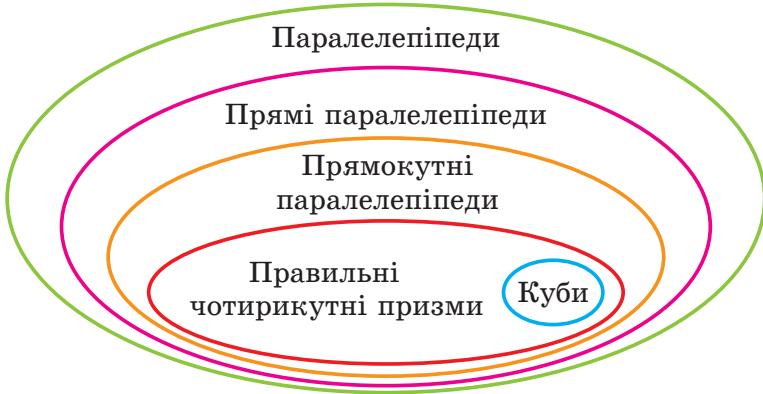 Паралелепіпеди
Прямі паралелепіпеди
Прямокутні
паралелепіпеди
Правильні
чотирикутні призми
Куби